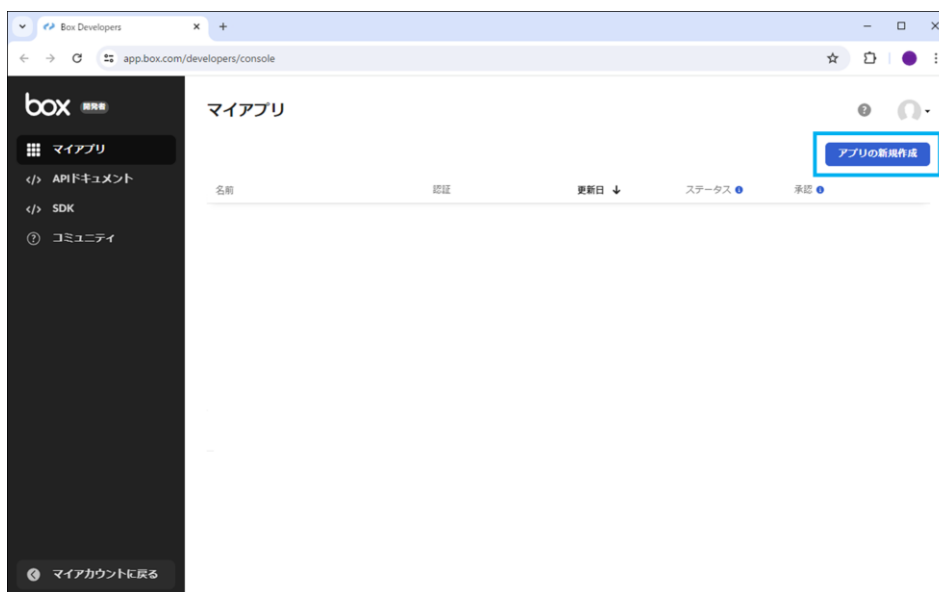 Box Developers
app.box.com/developers/console
box 開発者
マイアプリ
マイアプリ
アプリの新規作成
APIドキュメント
名前 認証 更新日 ↓ ステータス 承認
SDK
コミュニティ
マイアカウントに戻る